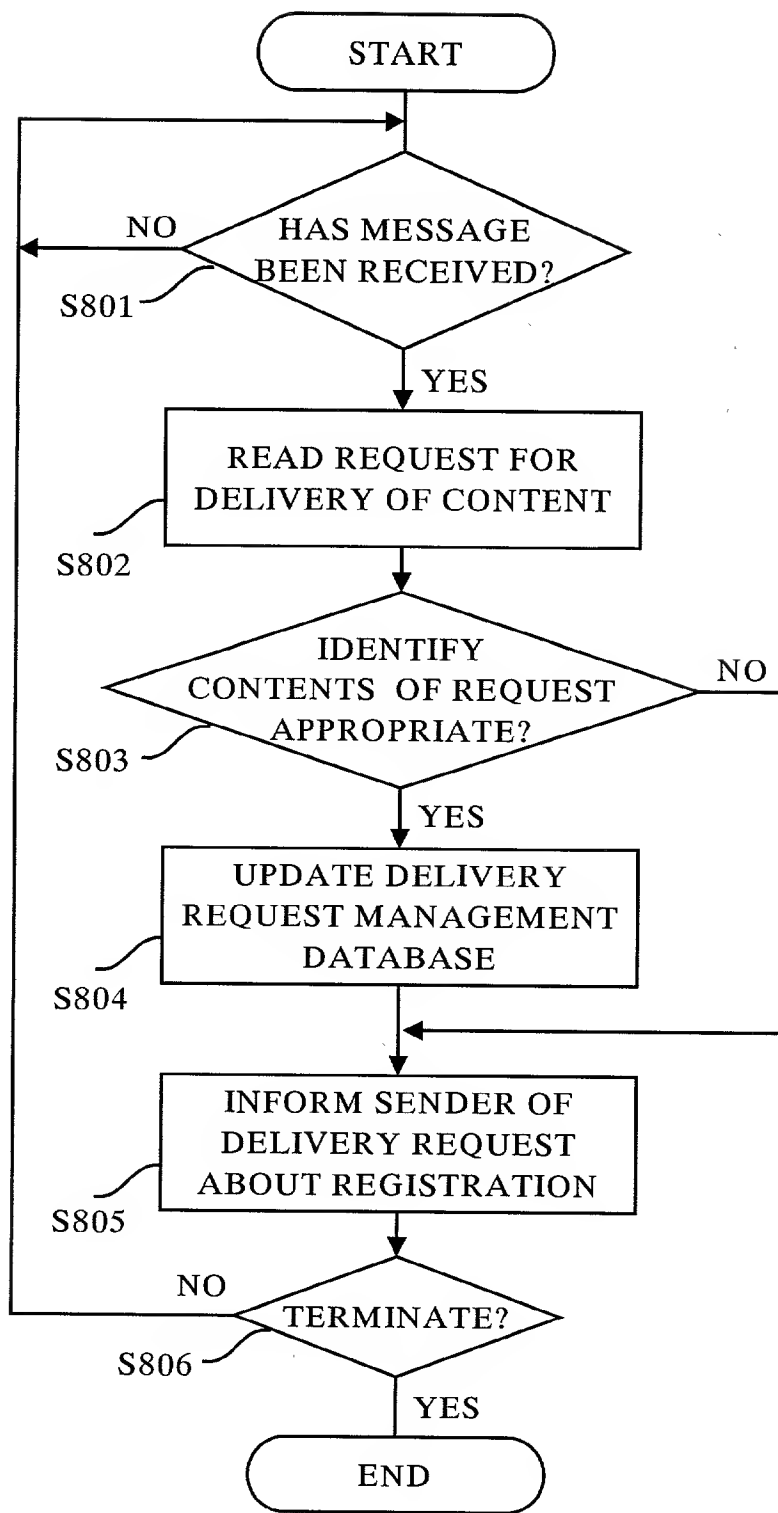 START
NO
HAS MESSAGE
BEEN RECEIVED?
S801
YES
READ REQUEST FOR
DELIVERY OF CONTENT
S802
IDENTIFY
CONTENTS OF REQUEST
APPROPRIATE?
NO
S803
YES
UPDATE DELIVERY
REQUEST MANAGEMENT
DATABASE
S804
INFORM SENDER OF
DELIVERY REQUEST
ABOUT REGISTRATION
S805
NO
TERMINATE?
S806
YES
END